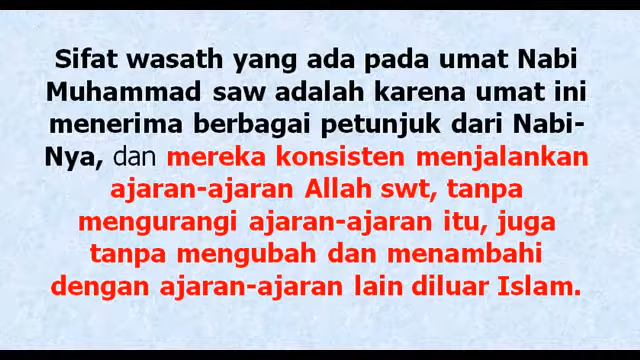 Sifat wasath yang ada pada umat Nabi
Muhammad saw adalah karena umat ini
menerima berbagai petunjuk dari Nabi-
Nya, dan mereka konsisten menjalankan
ajaran-ajaran Allah swt, tanpa
mengurangi ajaran-ajaran itu, juga
tanpa mengubah dan menambahi
dengan ajaran-ajaran lain diluar Islam.